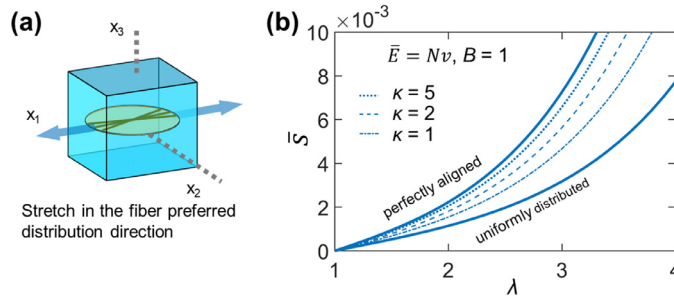 (a)
x3
x1
x2
Stretch in the fiber preferred
distribution direction
(b)
× 10⁻³
10
8
6
4
2
0
S̄
Ē = Nv, B = 1
κ = 5
κ = 2
κ = 1
perfectly aligned
uniformly distributed
1
2
3
4
λ